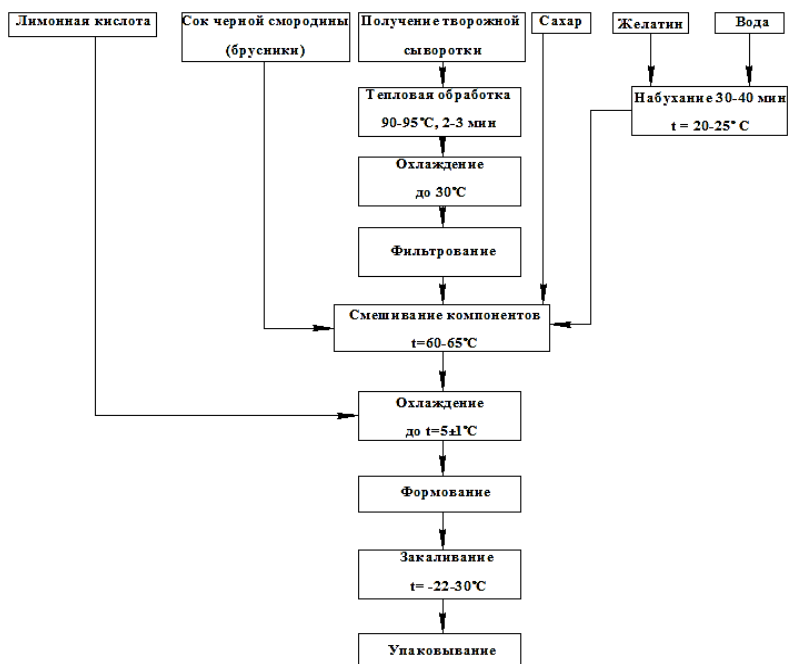 Лимонная кислота
Сок черной смородины
(брусники)
Получение творожной
сыворотки
Сахар
Желатин
Вода
Тепловая обработка
90-95°C, 2-3 мин
Набухание 30-40 мин
t = 20-25° C
Охлаждение
до 30°C
Фильтрование
Смешивание компонентов
t=60-65°C
Охлаждение
до t=5±1°C
Формование
Закаливание
t= -22-30°C
Упаковывание